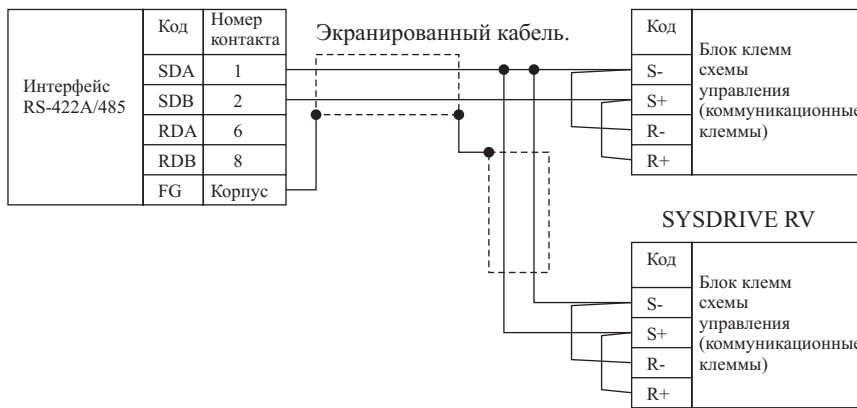 Код Номер контакта
Интерфейс RS-422A/485
SDA 1
SDB 2
RDA 6
RDB 8
FG Корпус
Экранированный кабель.
Код
S-
S+
R-
R+
Блок клемм
схемы
управления
(коммуникационные
клеммы)
SYSDRIVE RV
Код
S-
S+
R-
R+
Блок клемм
схемы
управления
(коммуникационные
клеммы)